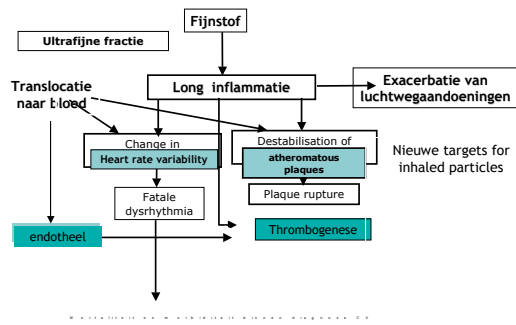 Fijnstof
Ultrafijne fractie
Translocatie
naar bloed
Long inflammatie
Exacerbatie van
luchtwegaandoeningen
Change in
Heart rate variability
Destabilisation of
atheromatous
plaques
Nieuwe targets for
inhaled particles
Fatale
dysrhythmia
Plaque rupture
endotheel
Thrombogenese